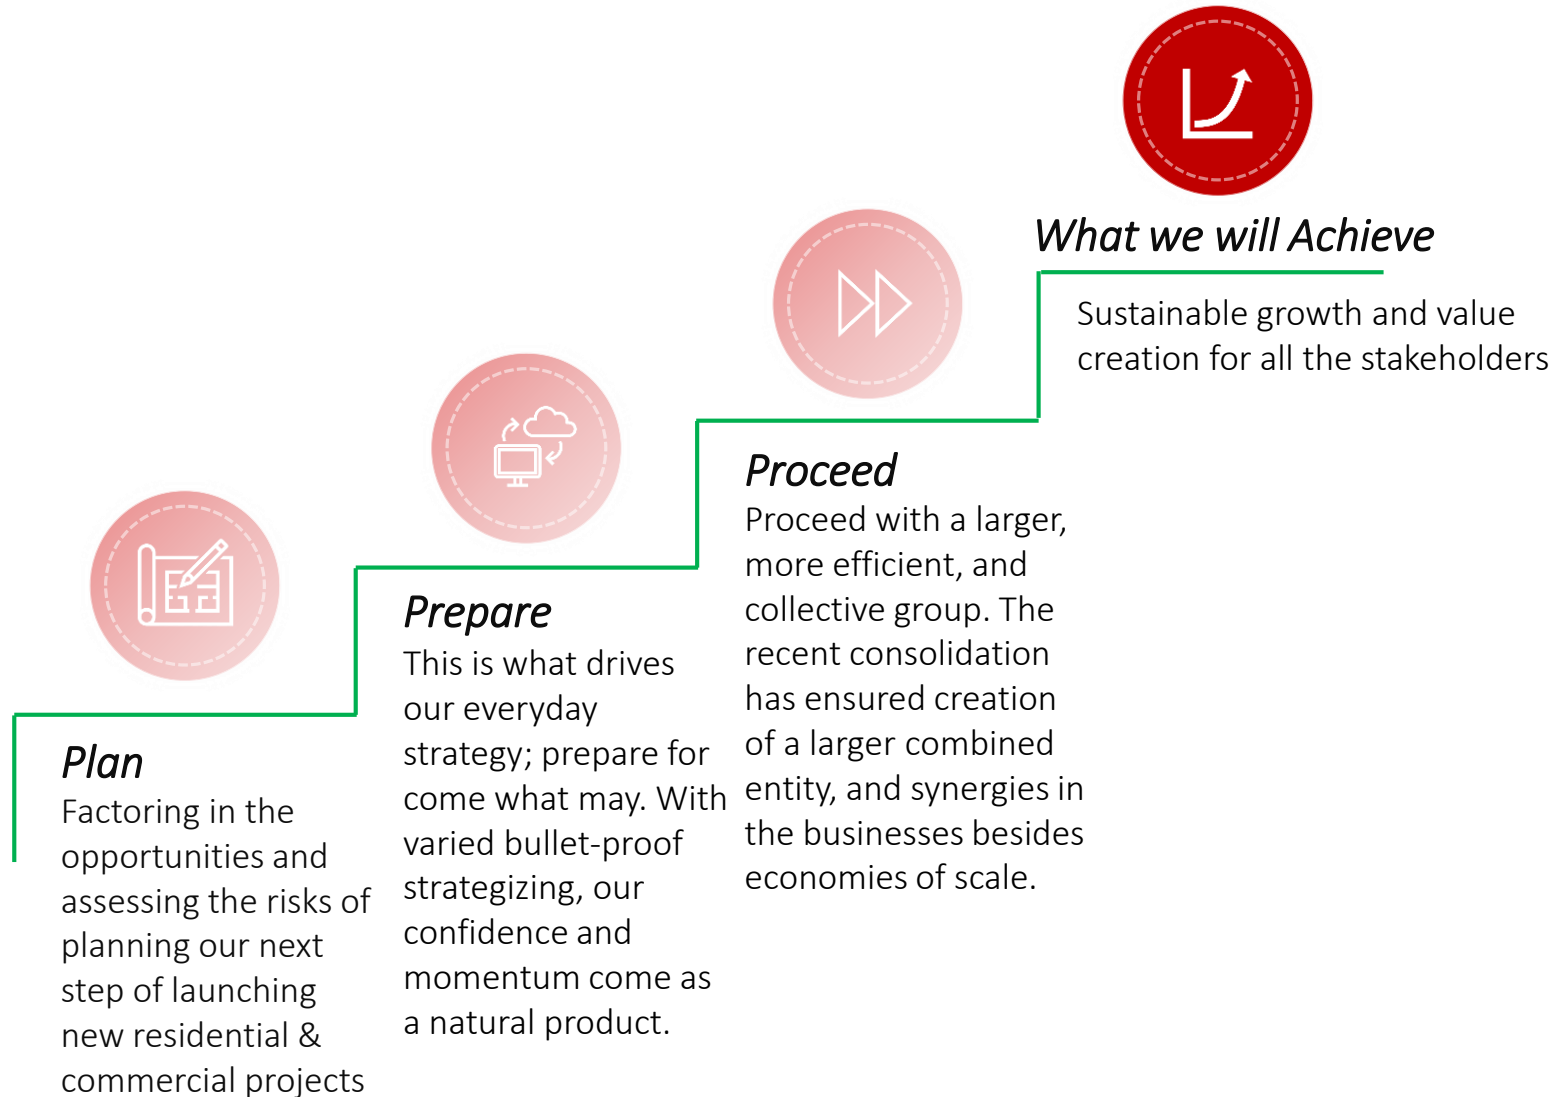 Plan
Factoring in the
opportunities and
assessing the risks of
planning our next
step of launching
new residential &
commercial projects
Prepare
This is what drives
our everyday
strategy; prepare for
come what may. With
varied bullet-proof
strategizing, our
confidence and
momentum come as
a natural product.
Proceed
Proceed with a larger,
more efficient, and
collective group. The
recent consolidation
has ensured creation
of a larger combined
entity, and synergies in
the businesses besides
economies of scale.
What we will Achieve
Sustainable growth and value
creation for all the stakeholders